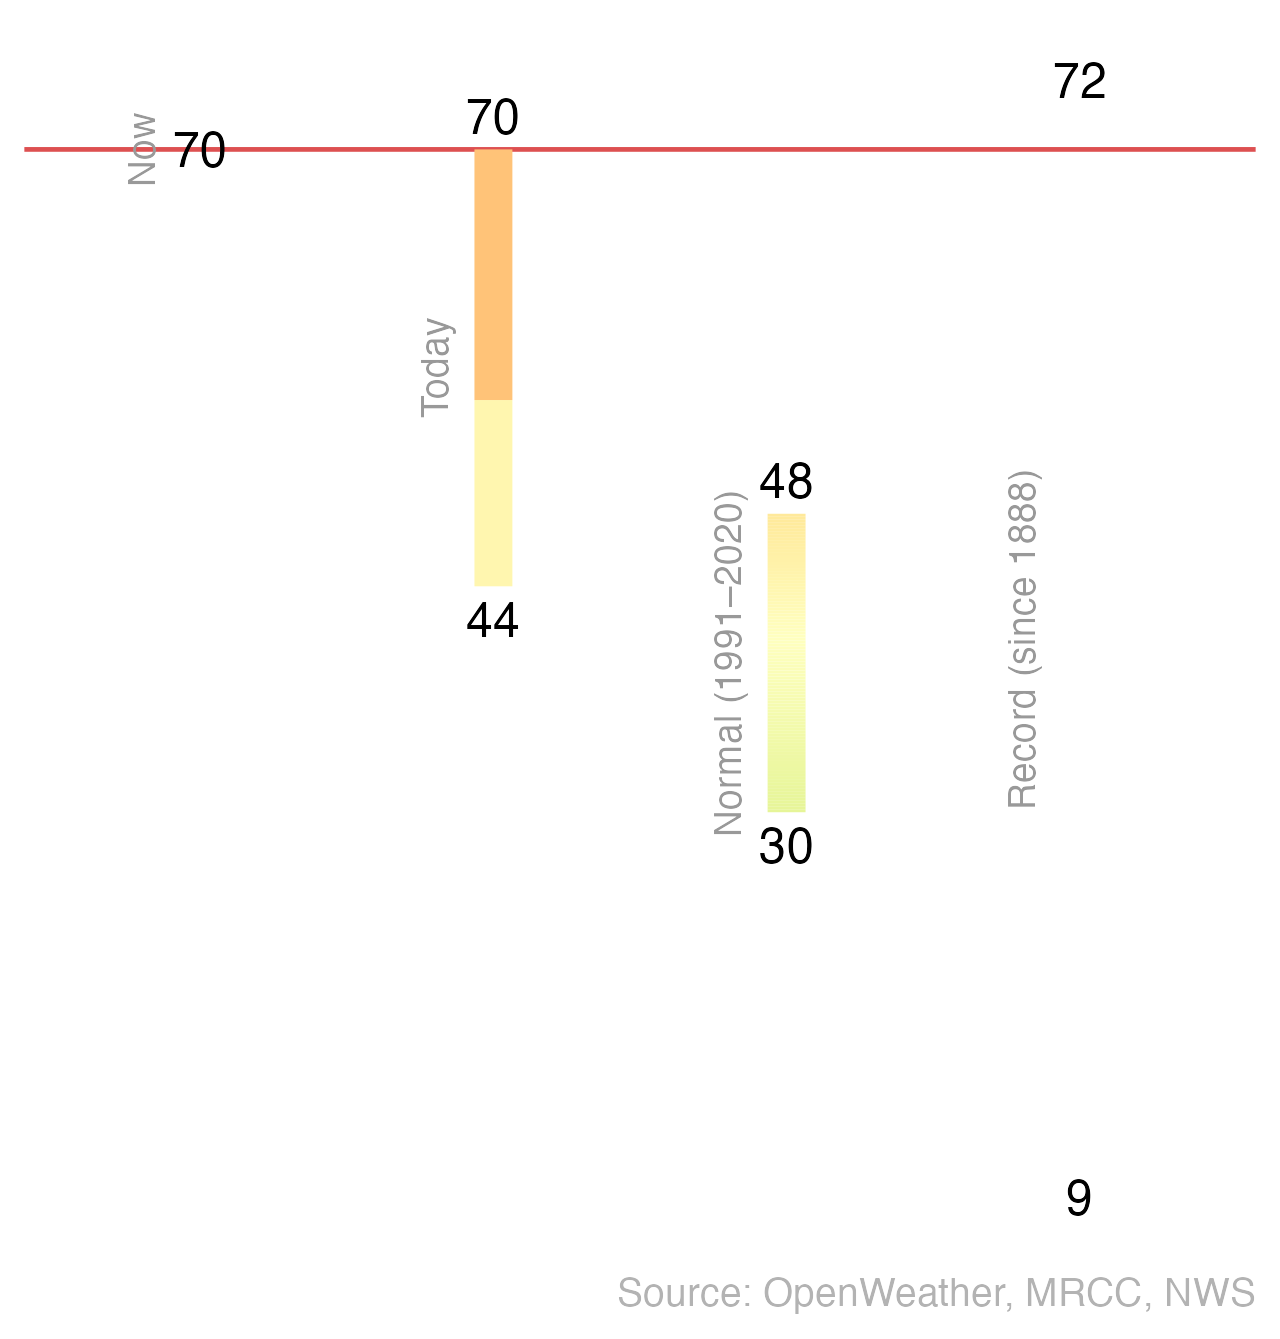 72
70
Now
70
Today
44
48
Normal (1991–2020)
30
Record (since 1888)
9
Source: OpenWeather, MRCC, NWS